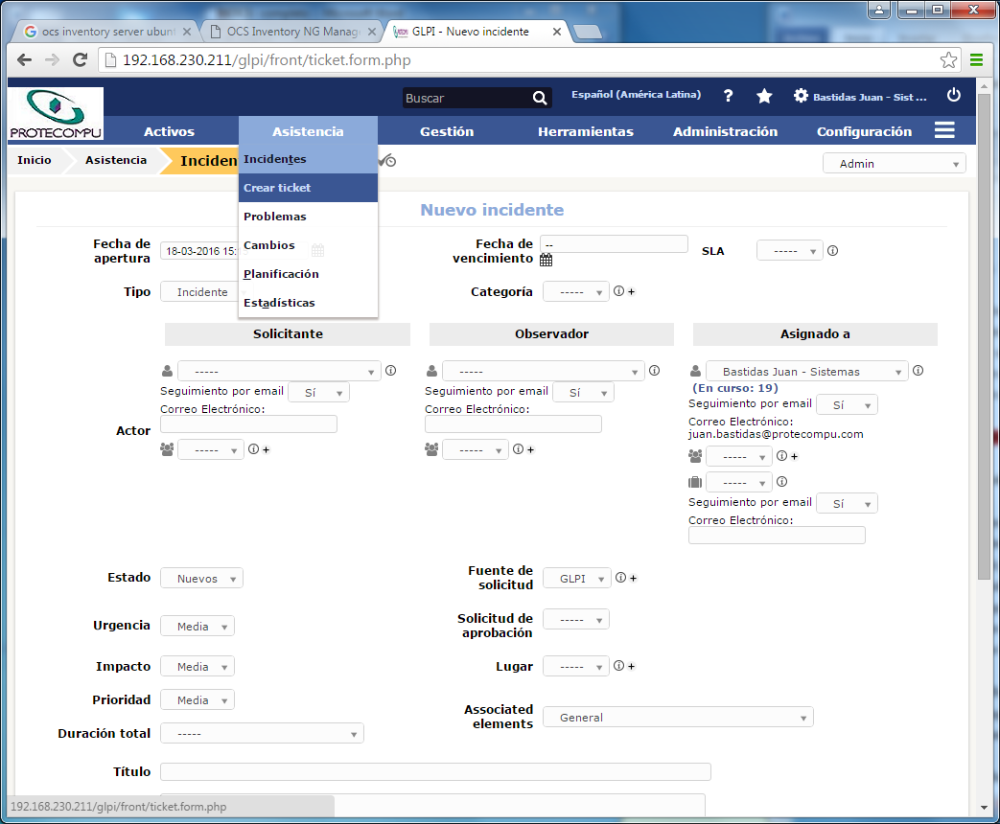 ocs inventory server ubunt
OCS Inventory NG Manage
GLPI - Nuevo incidente
192.168.230.211/glpi/front/ticket.form.php
PROTECOMPU
Buscar
Español (América Latina)
?
Bastidas Juan - Sist ...
Activos
Asistencia
Gestión
Herramientas
Administración
Configuración
Inicio
Asistencia
Inciden
Admin
Incidentes
Crear ticket
Problemas
Cambios
Planificación
Estadísticas
Nuevo incidente
Fecha de
apertura
18-03-2016 15:
Fecha de
vencimiento
--
SLA
-----
Tipo
Incidente
Categoría
-----
+
Solicitante
Observador
Asignado a
Actor
-----
Seguimiento por email
Sí
Correo Electrónico:
-----
+
-----
Seguimiento por email
Sí
Correo Electrónico:
-----
+
Bastidas Juan - Sistemas
(En curso: 19)
Seguimiento por email
Sí
Correo Electrónico:
juan.bastidas@protecompu.com
-----
+
-----
Seguimiento por email
Sí
Correo Electrónico:
Estado
Nuevos
Fuente de
solicitud
GLPI
+
Urgencia
Media
Solicitud de
aprobación
-----
Impacto
Media
Lugar
-----
+
Prioridad
Media
Associated
elements
General
Duración total
-----
Título
192.168.230.211/glpi/front/ticket.form.php